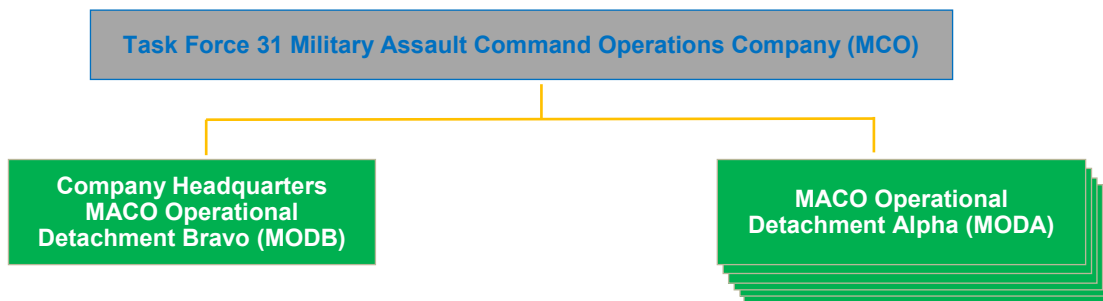 Task Force 31 Military Assault Command Operations Company (MCO)
Company Headquarters
MACO Operational
Detachment Bravo (MODB)
MACO Operational
Detachment Alpha (MODA)